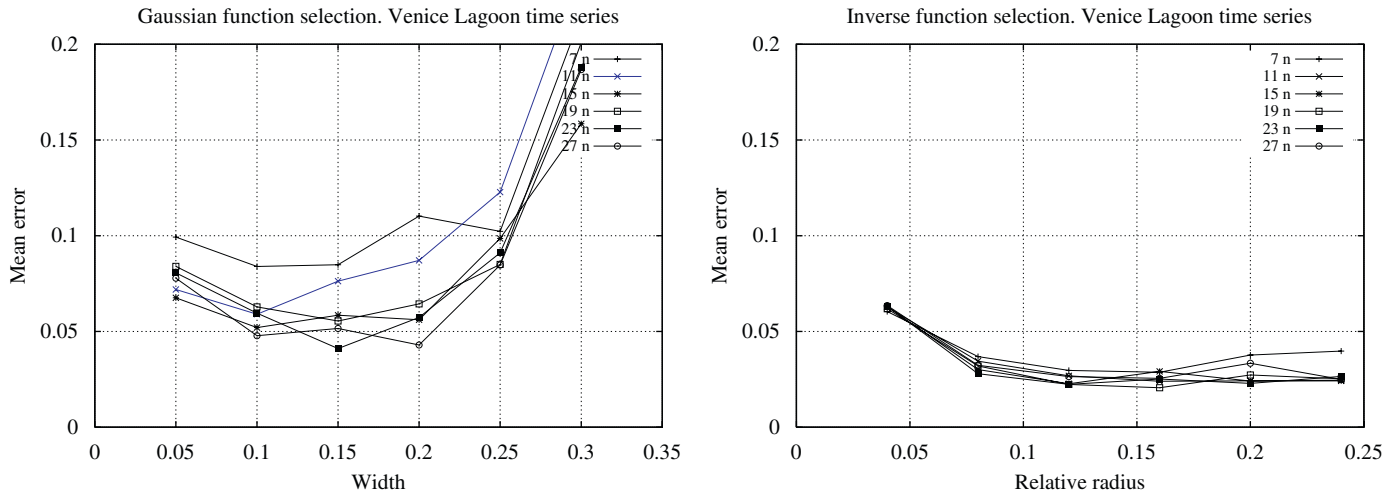 Gaussian function selection. Venice Lagoon time series
0.2
0.15
0.1
0.05
0
Mean error
7 n
11 n
15 n
19 n
23 n
27 n
0 0.05 0.1 0.15 0.2 0.25 0.3 0.35
Width
Inverse function selection. Venice Lagoon time series
0.2
0.15
0.1
0.05
0
Mean error
7 n
11 n
15 n
19 n
23 n
27 n
0 0.05 0.1 0.15 0.2 0.25
Relative radius